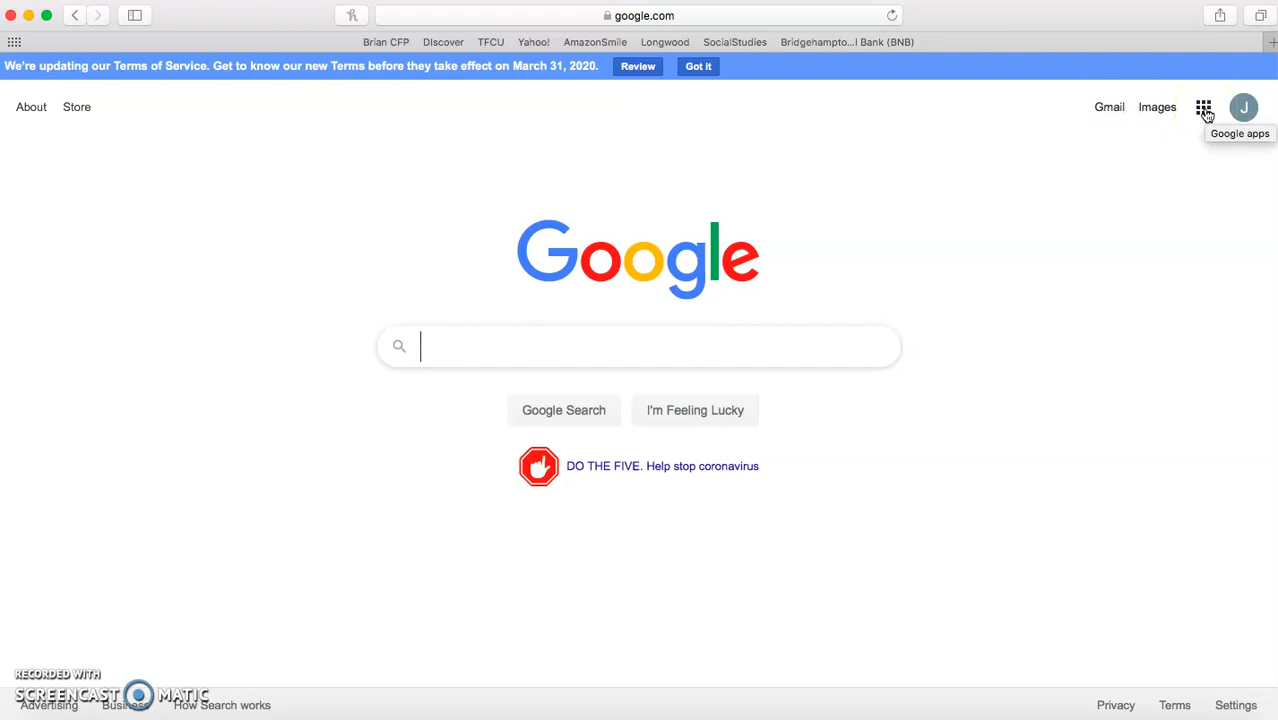 google.com
Brian CFP DIscover TFCU Yahoo! AmazonSmile Longwood SocialStudies Bridgehampto...l Bank (BNB)
We're updating our Terms of Service. Get to know our new Terms before they take effect on March 31, 2020. Review Got it
About Store Gmail Images J
Google apps
Google
Google Search I'm Feeling Lucky
DO THE FIVE. Help stop coronavirus
RECORDED WITH
SCREENCAST MATIC
Advertising Business How Search works Privacy Terms Settings